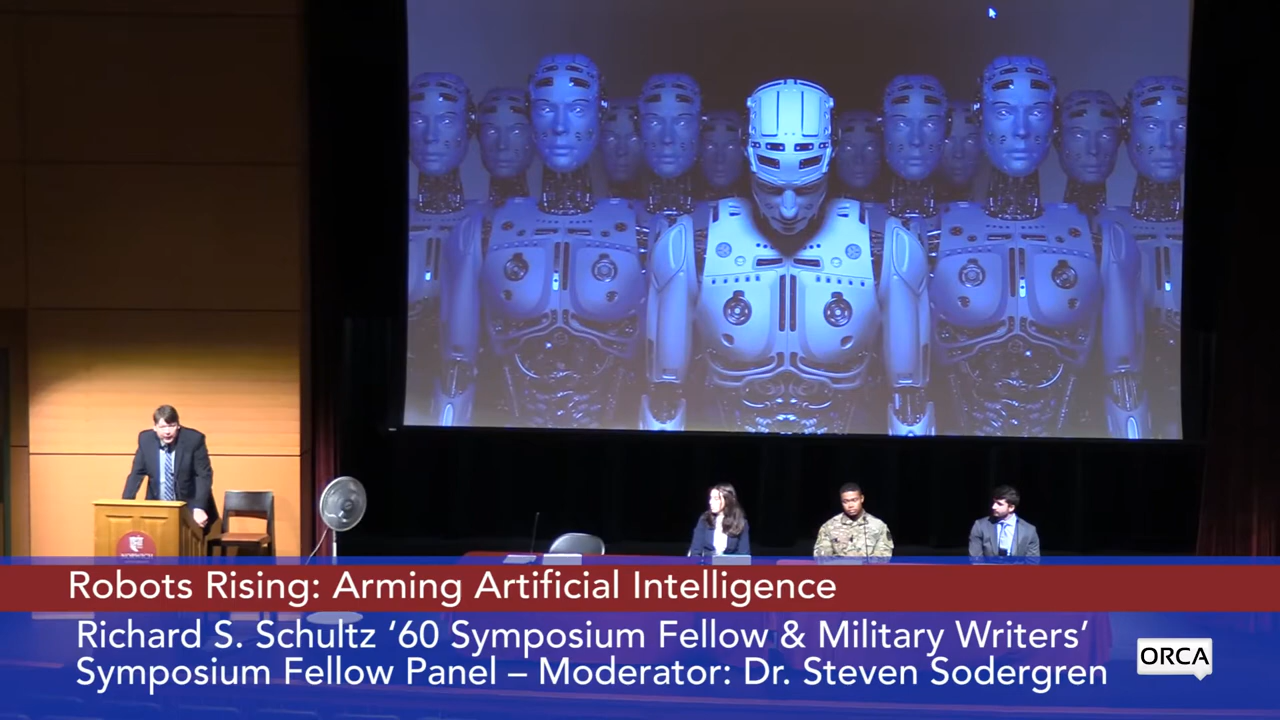 NORWICH
Robots Rising: Arming Artificial Intelligence
Richard S. Schultz ‘60 Symposium Fellow & Military Writers’
Symposium Fellow Panel – Moderator: Dr. Steven Sodergren
ORCA